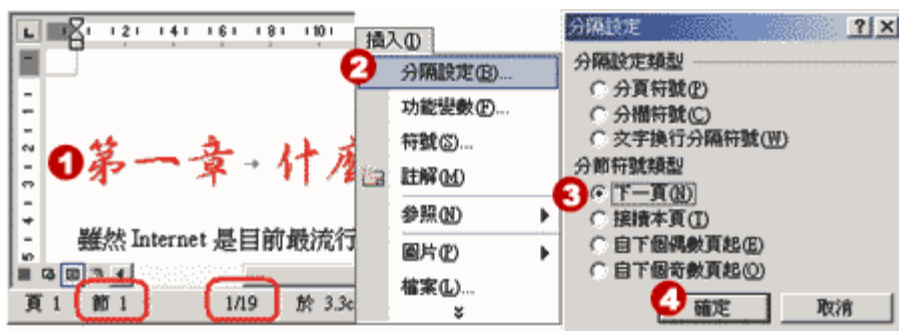 L 2 4 6 8 10
1
第一章→什麼
雖然 Internet 是目前最流行
頁 1 節 1 1/19 於 3.3c
插入(I)
2
分隔設定(B)...
功能變數(F)...
符號(S)...
註解(M)
參照(N)
圖片(P)
檔案(L)...
分隔設定 ? ×
分隔設定類型
分頁符號(P)
分欄符號(C)
文字換行分隔符號(W)
分節符號類型
3 下一頁(N)
接續本頁(T)
自下個偶數頁起(E)
自下個奇數頁起(O)
4 確定 取消